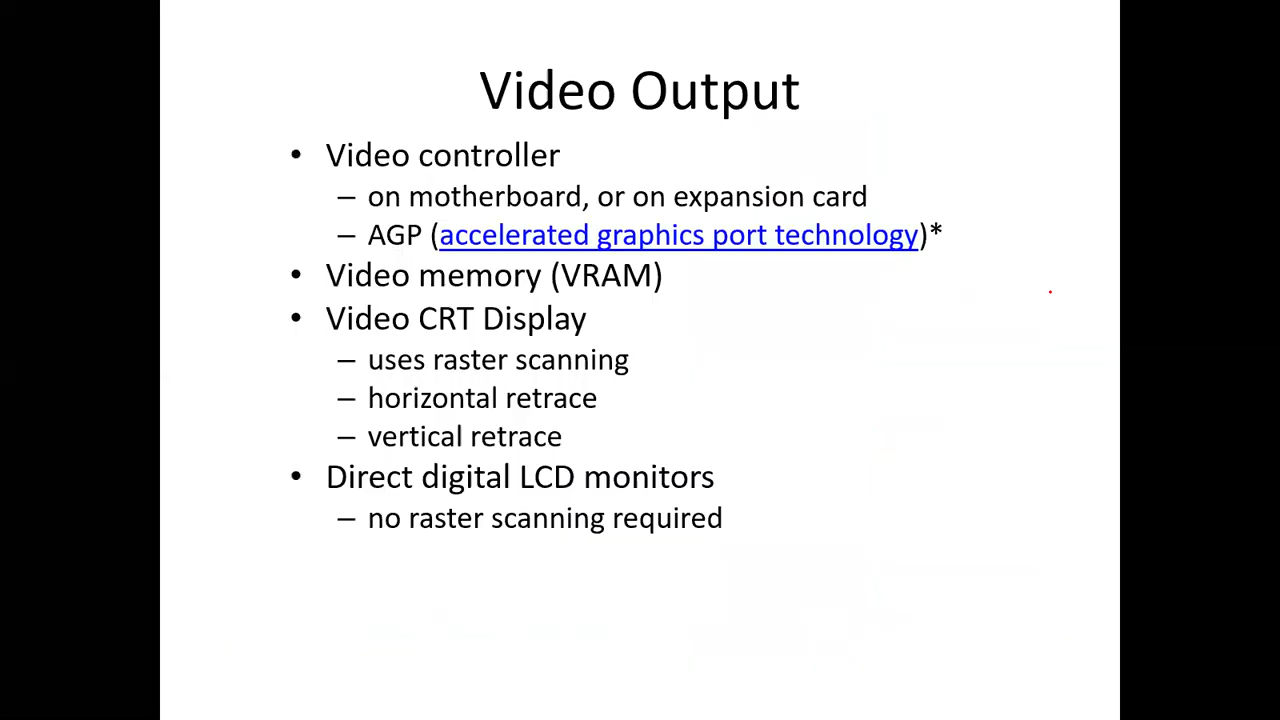 Video Output
• Video controller
– on motherboard, or on expansion card
– AGP (accelerated graphics port technology)*
• Video memory (VRAM)
• Video CRT Display
– uses raster scanning
– horizontal retrace
– vertical retrace
• Direct digital LCD monitors
– no raster scanning required